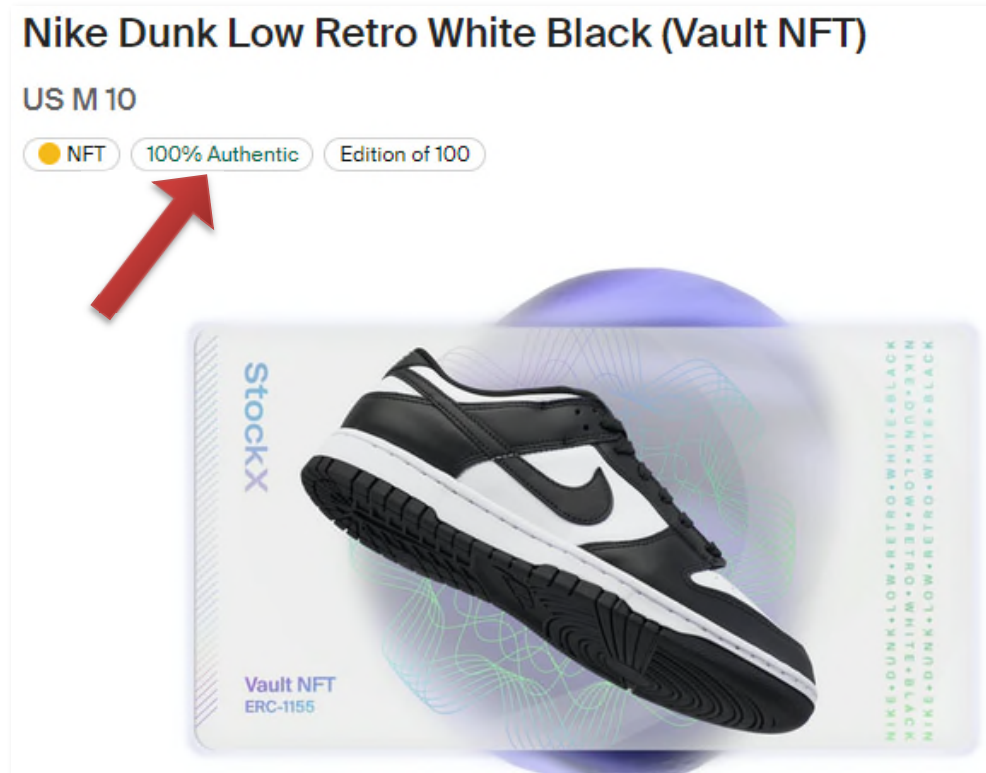 Nike Dunk Low Retro White Black (Vault NFT)
US M 10
NFT
100% Authentic
Edition of 100
StockX
Vault NFT
ERC-1155
NIKE•DUNK•LOW•RETRO•WHITE•BLACK
NIKE•DUNK•LOW•RETRO•WHITE•BLACK
NIKE•DUNK•LOW•RETRO•WHITE•BLACK